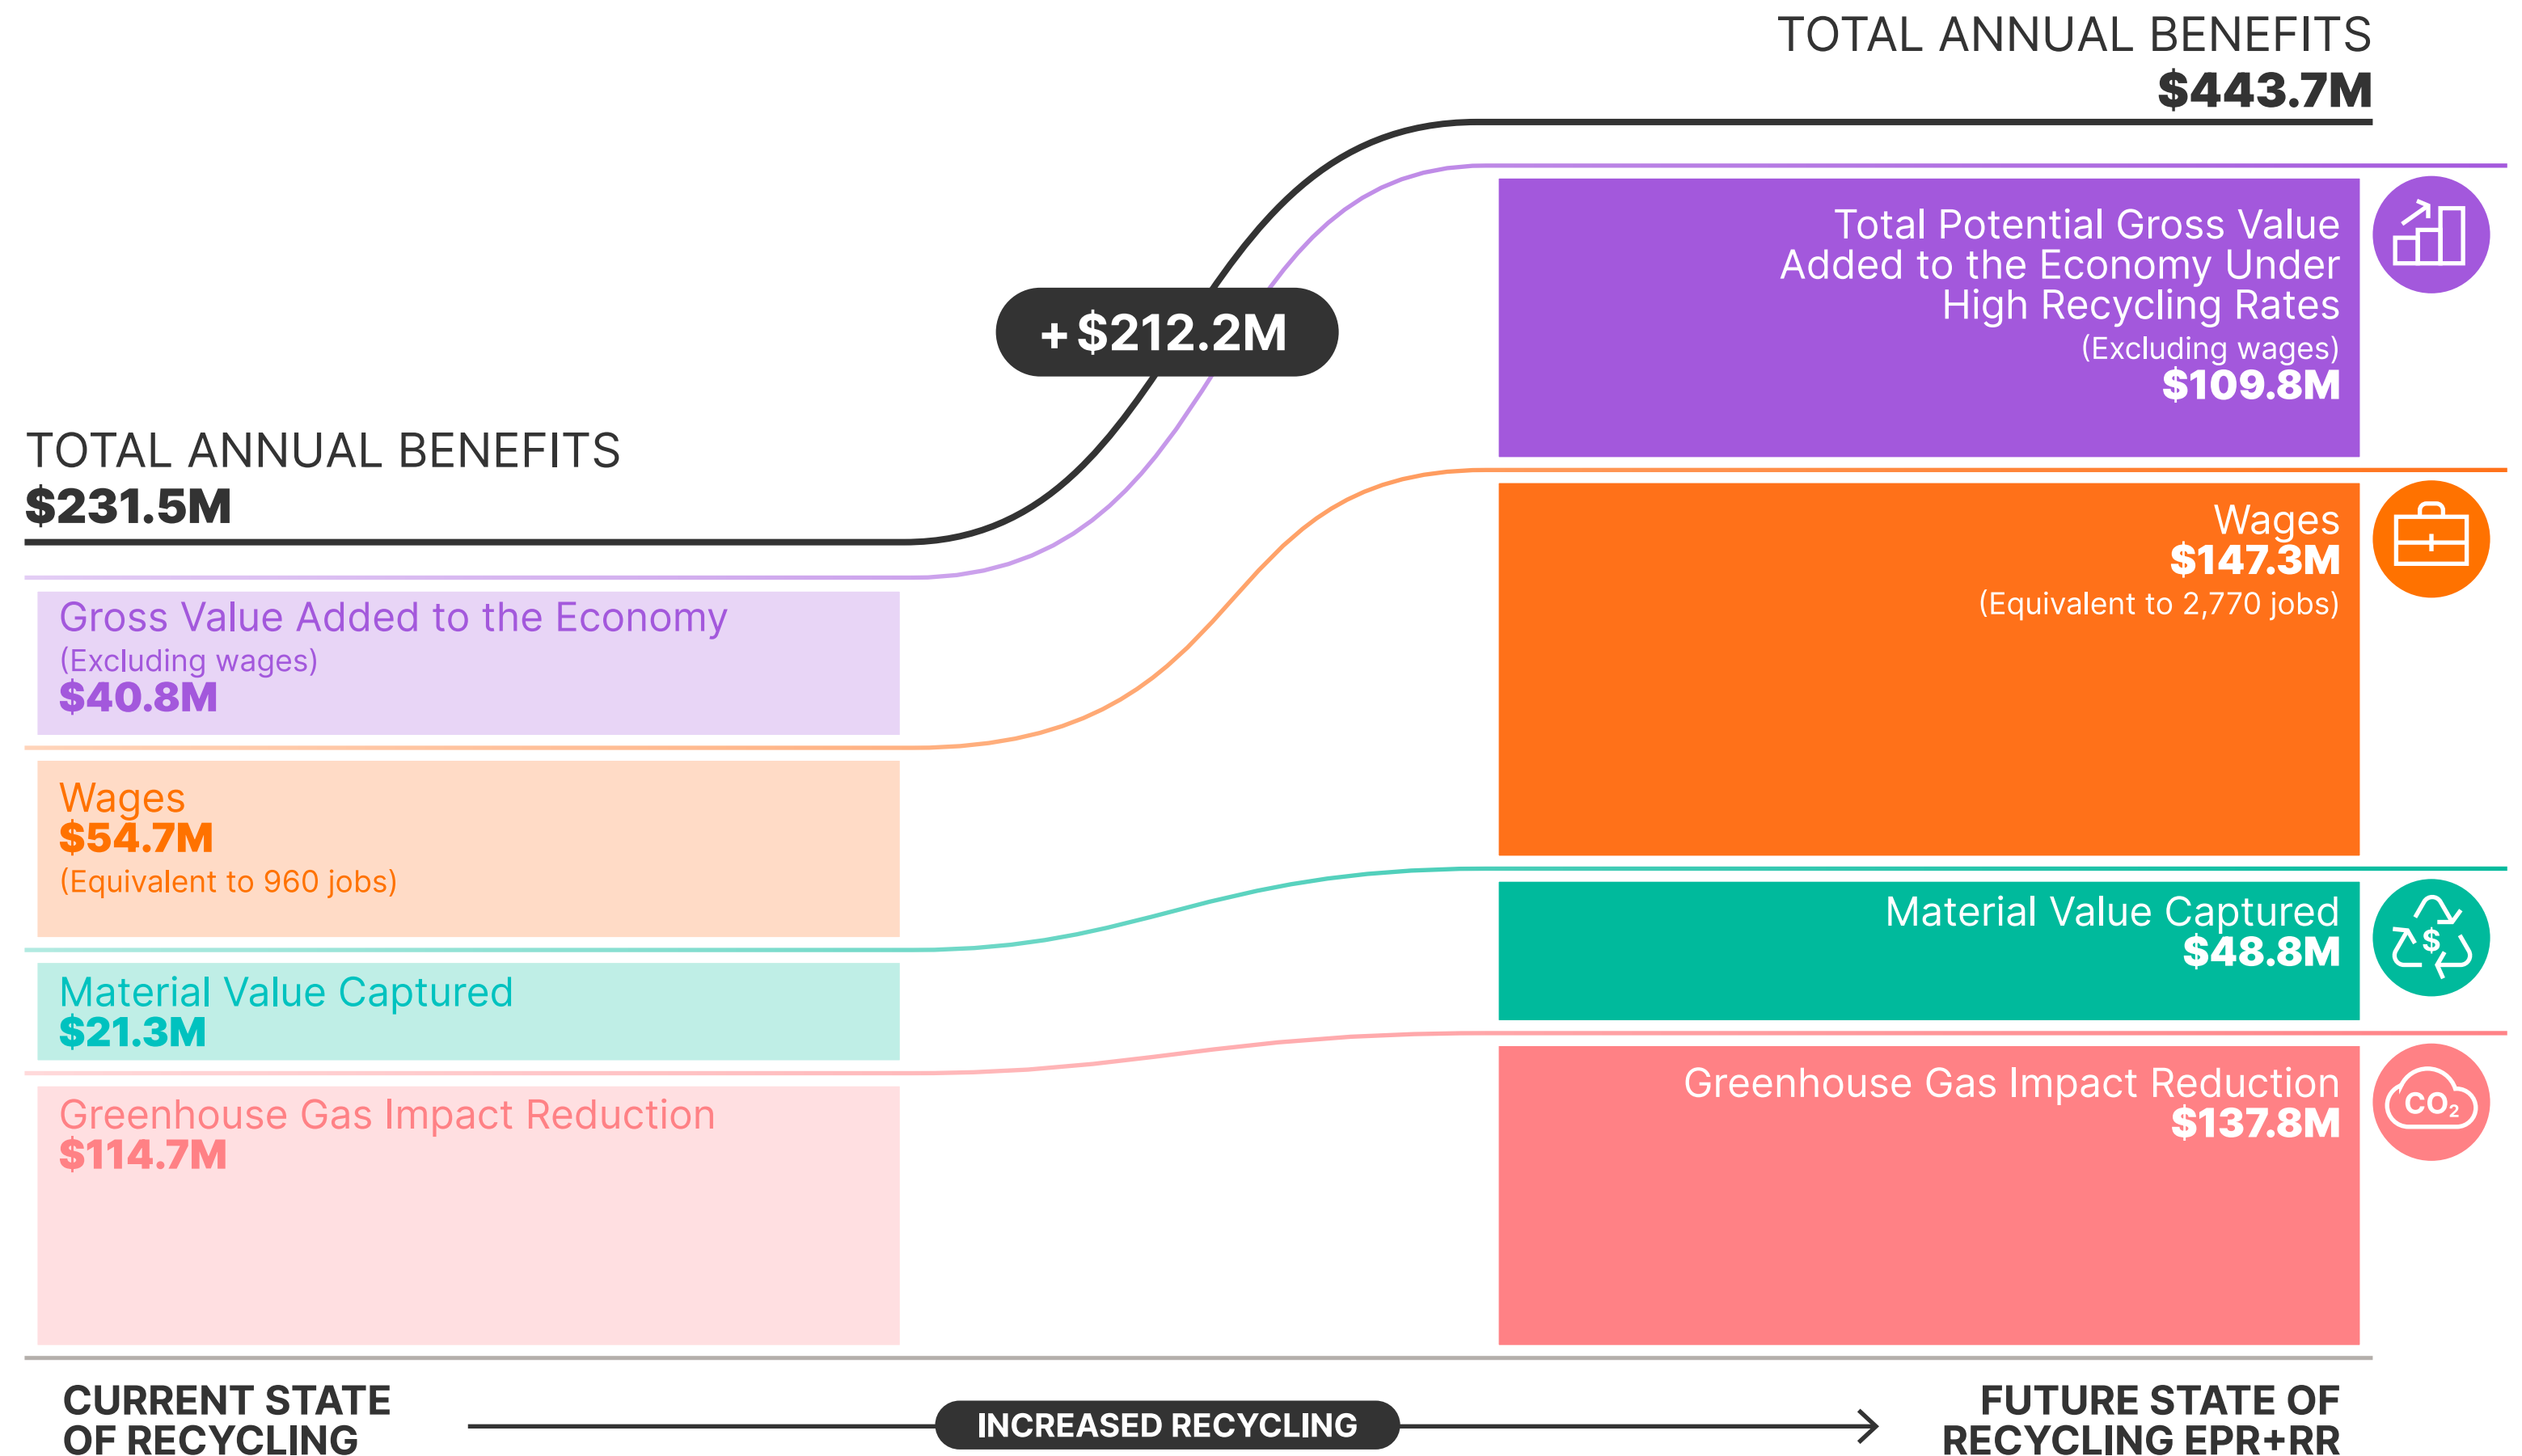 TOTAL ANNUAL BENEFITS
$443.7M
Total Potential Gross Value
Added to the Economy Under
High Recycling Rates
(Excluding wages)
$109.8M
+ $212.2M
TOTAL ANNUAL BENEFITS
$231.5M
Wages
$147.3M
(Equivalent to 2,770 jobs)
Gross Value Added to the Economy
(Excluding wages)
$40.8M
Wages
$54.7M
(Equivalent to 960 jobs)
Material Value Captured
$48.8M
$
Material Value Captured
$21.3M
Greenhouse Gas Impact Reduction
$137.8M
CO₂
Greenhouse Gas Impact Reduction
$114.7M
CURRENT STATE
OF RECYCLING
INCREASED RECYCLING
FUTURE STATE OF
RECYCLING EPR+RR